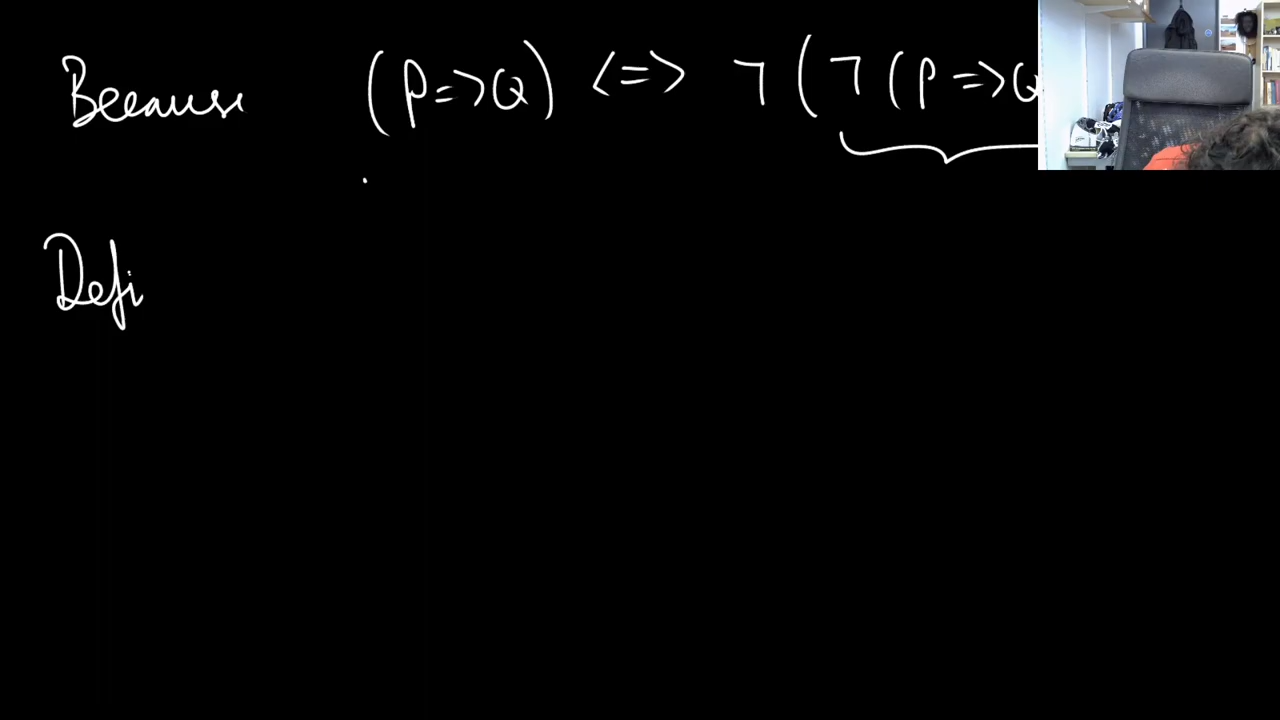 Because (P => Q) <=> ¬ (¬ (P => Q
Defi